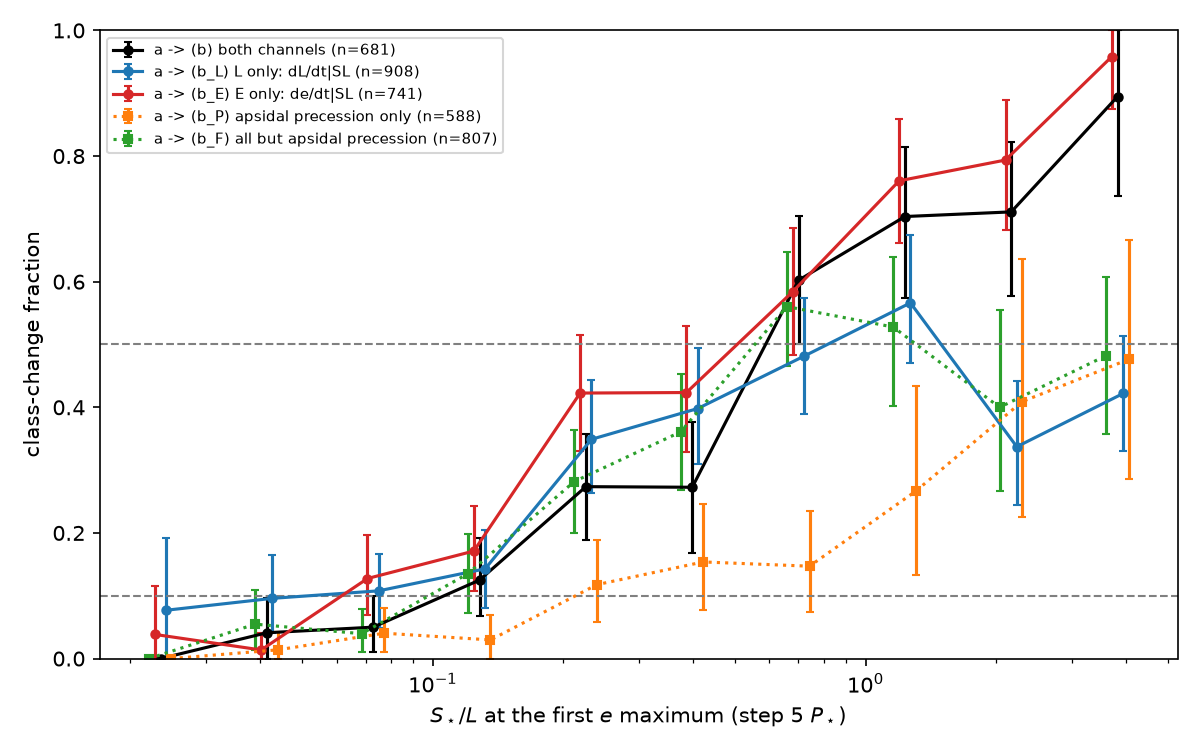 1.0
0.8
0.6
0.4
0.2
0.0
class-change fraction
a -> (b) both channels (n=681)
a -> (b_L) L only: dL/dt|SL (n=908)
a -> (b_E) E only: de/dt|SL (n=741)
a -> (b_P) apsidal precession only (n=588)
a -> (b_F) all but apsidal precession (n=807)
10⁻¹
10⁰
S⋆/L at the first e maximum (step 5 P⋆)